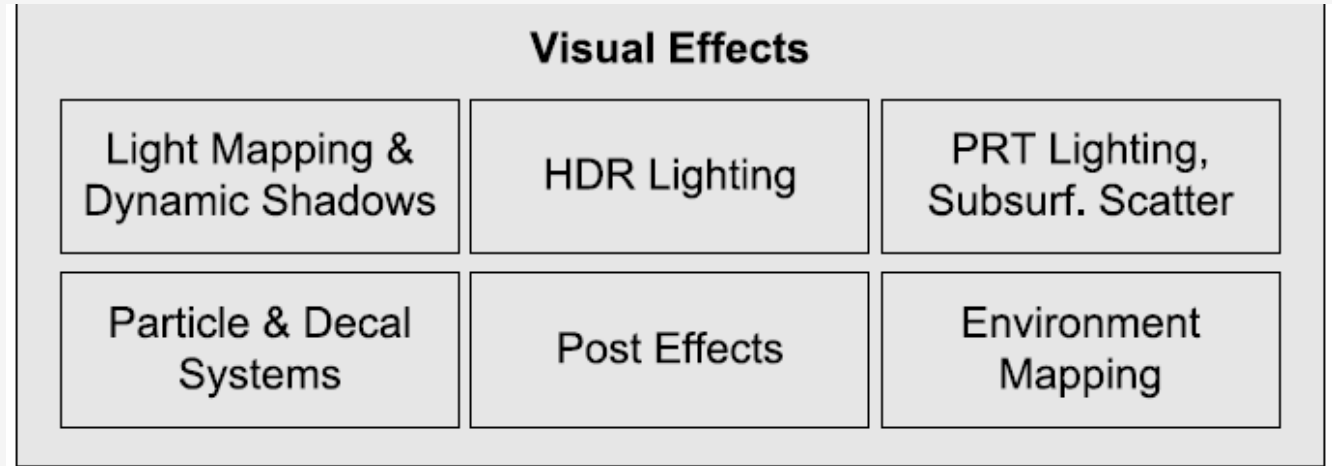 Visual Effects
Light Mapping &
Dynamic Shadows
HDR Lighting
PRT Lighting,
Subsurf. Scatter
Particle & Decal
Systems
Post Effects
Environment
Mapping